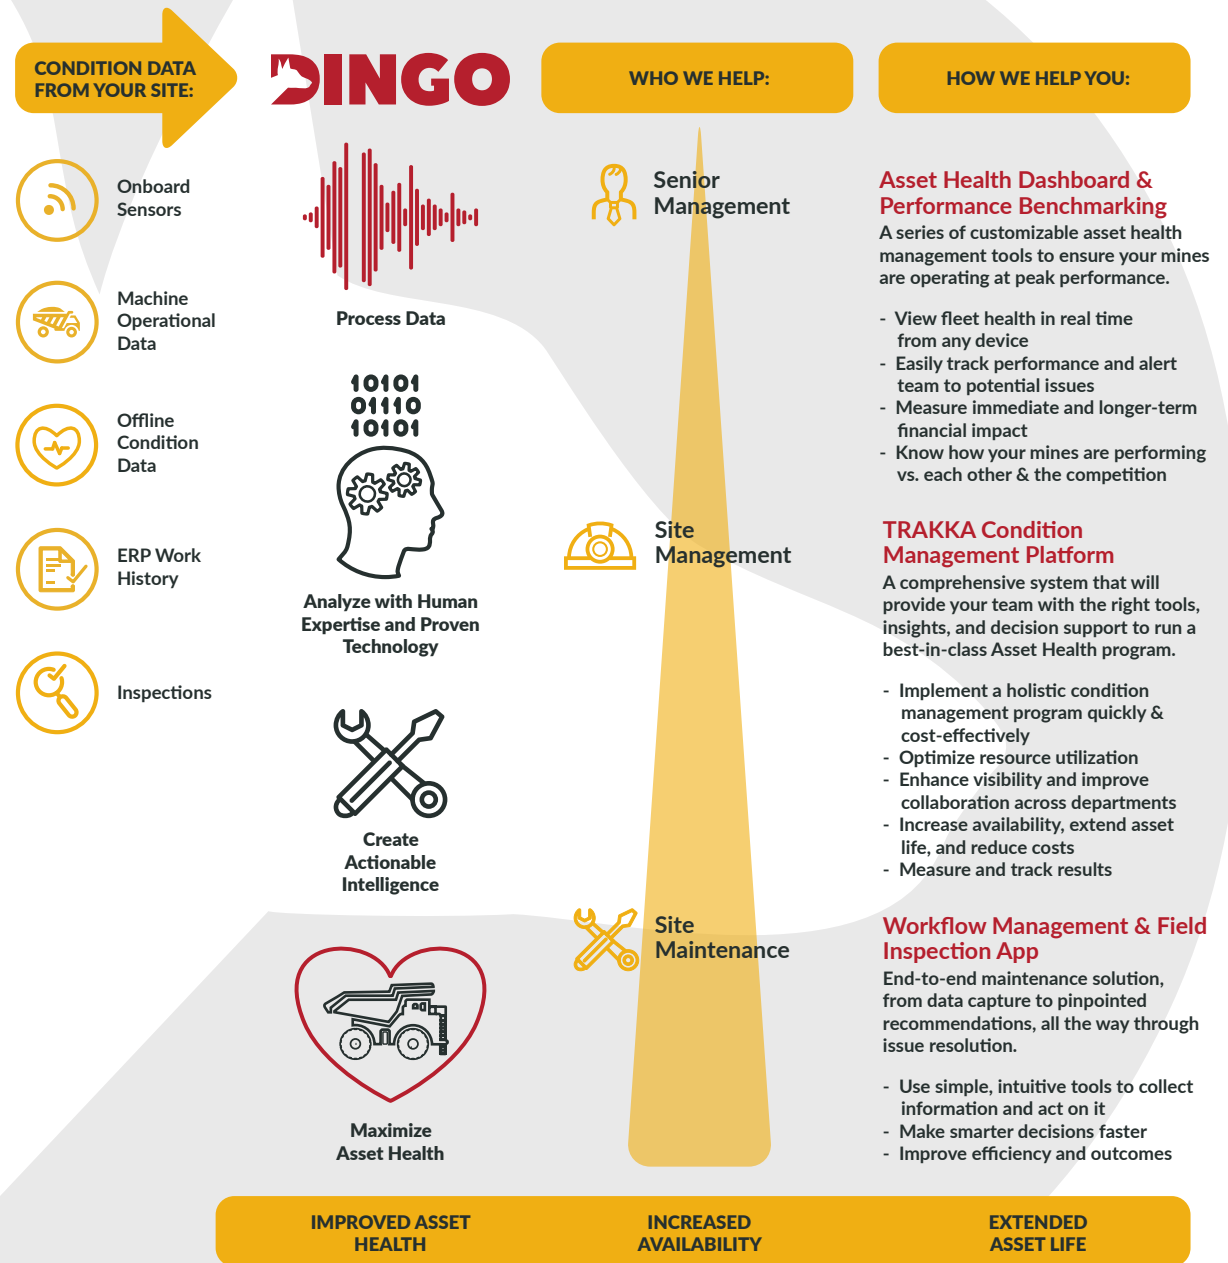 CONDITION DATA
FROM YOUR SITE:
DINGO
WHO WE HELP:
HOW WE HELP YOU:
Onboard
Sensors
Machine
Operational
Data
Offline
Condition
Data
ERP Work
History
Inspections
Process Data
10101
01110
10101
Analyze with Human
Expertise and Proven
Technology
Create
Actionable
Intelligence
Maximize
Asset Health
Senior
Management
Site
Management
Site
Maintenance
Asset Health Dashboard &
Performance Benchmarking
A series of customizable asset health
management tools to ensure your mines
are operating at peak performance.
- View fleet health in real time
from any device
- Easily track performance and alert
team to potential issues
- Measure immediate and longer-term
financial impact
- Know how your mines are performing
vs. each other & the competition
TRAKKA Condition
Management Platform
A comprehensive system that will
provide your team with the right tools,
insights, and decision support to run a
best-in-class Asset Health program.
- Implement a holistic condition
management program quickly &
cost-effectively
- Optimize resource utilization
- Enhance visibility and improve
collaboration across departments
- Increase availability, extend asset
life, and reduce costs
- Measure and track results
Workflow Management & Field
Inspection App
End-to-end maintenance solution,
from data capture to pinpointed
recommendations, all the way through
issue resolution.
- Use simple, intuitive tools to collect
information and act on it
- Make smarter decisions faster
- Improve efficiency and outcomes
IMPROVED ASSET
HEALTH
INCREASED
AVAILABILITY
EXTENDED
ASSET LIFE